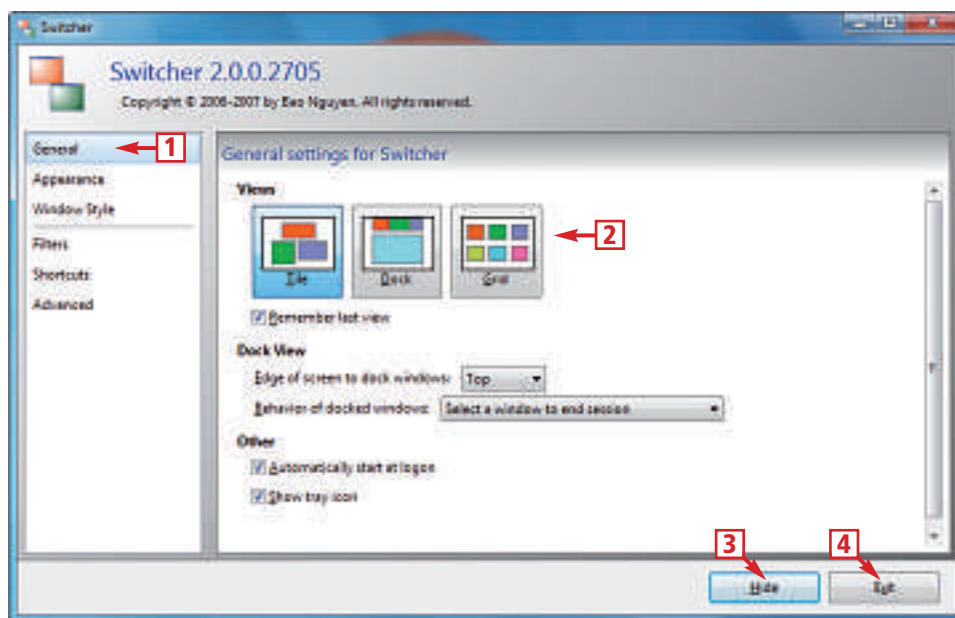 Switcher
Switcher 2.0.0.2705
Copyright © 2006-2007 by Bao Nguyen. All rights reserved.
General
1
Appearance
Window Style
Filters
Shortcuts
Advanced
General settings for Switcher
Views
2
Tile Dock Grid
Remember last view
Dock View
Edge of screen to dock windows: Top
Behavior of docked windows: Select a window to end session
Other
Automatically start at logon
Show tray icon
3 4
Hide Exit